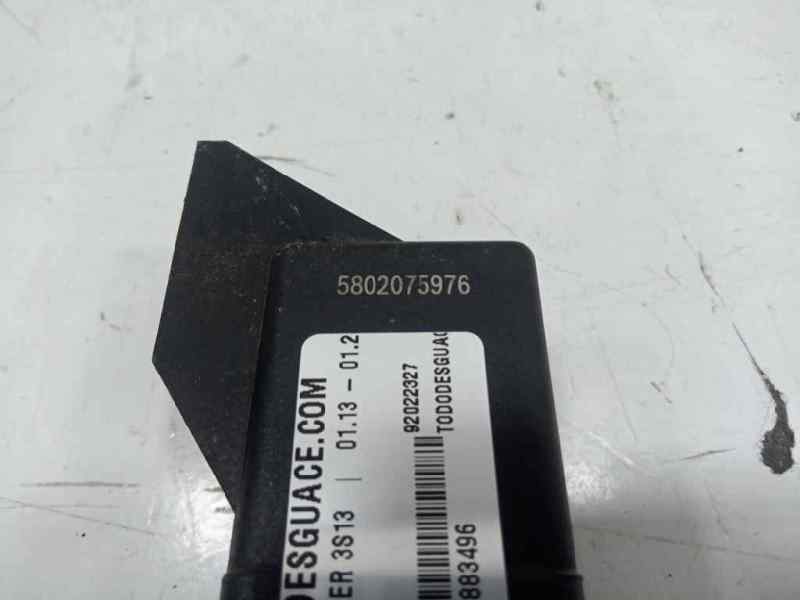 5802075976
DESGUACE.COM
ER 3S13 | 01.13 - 01.2
92022327
TODODESGUAC
883496